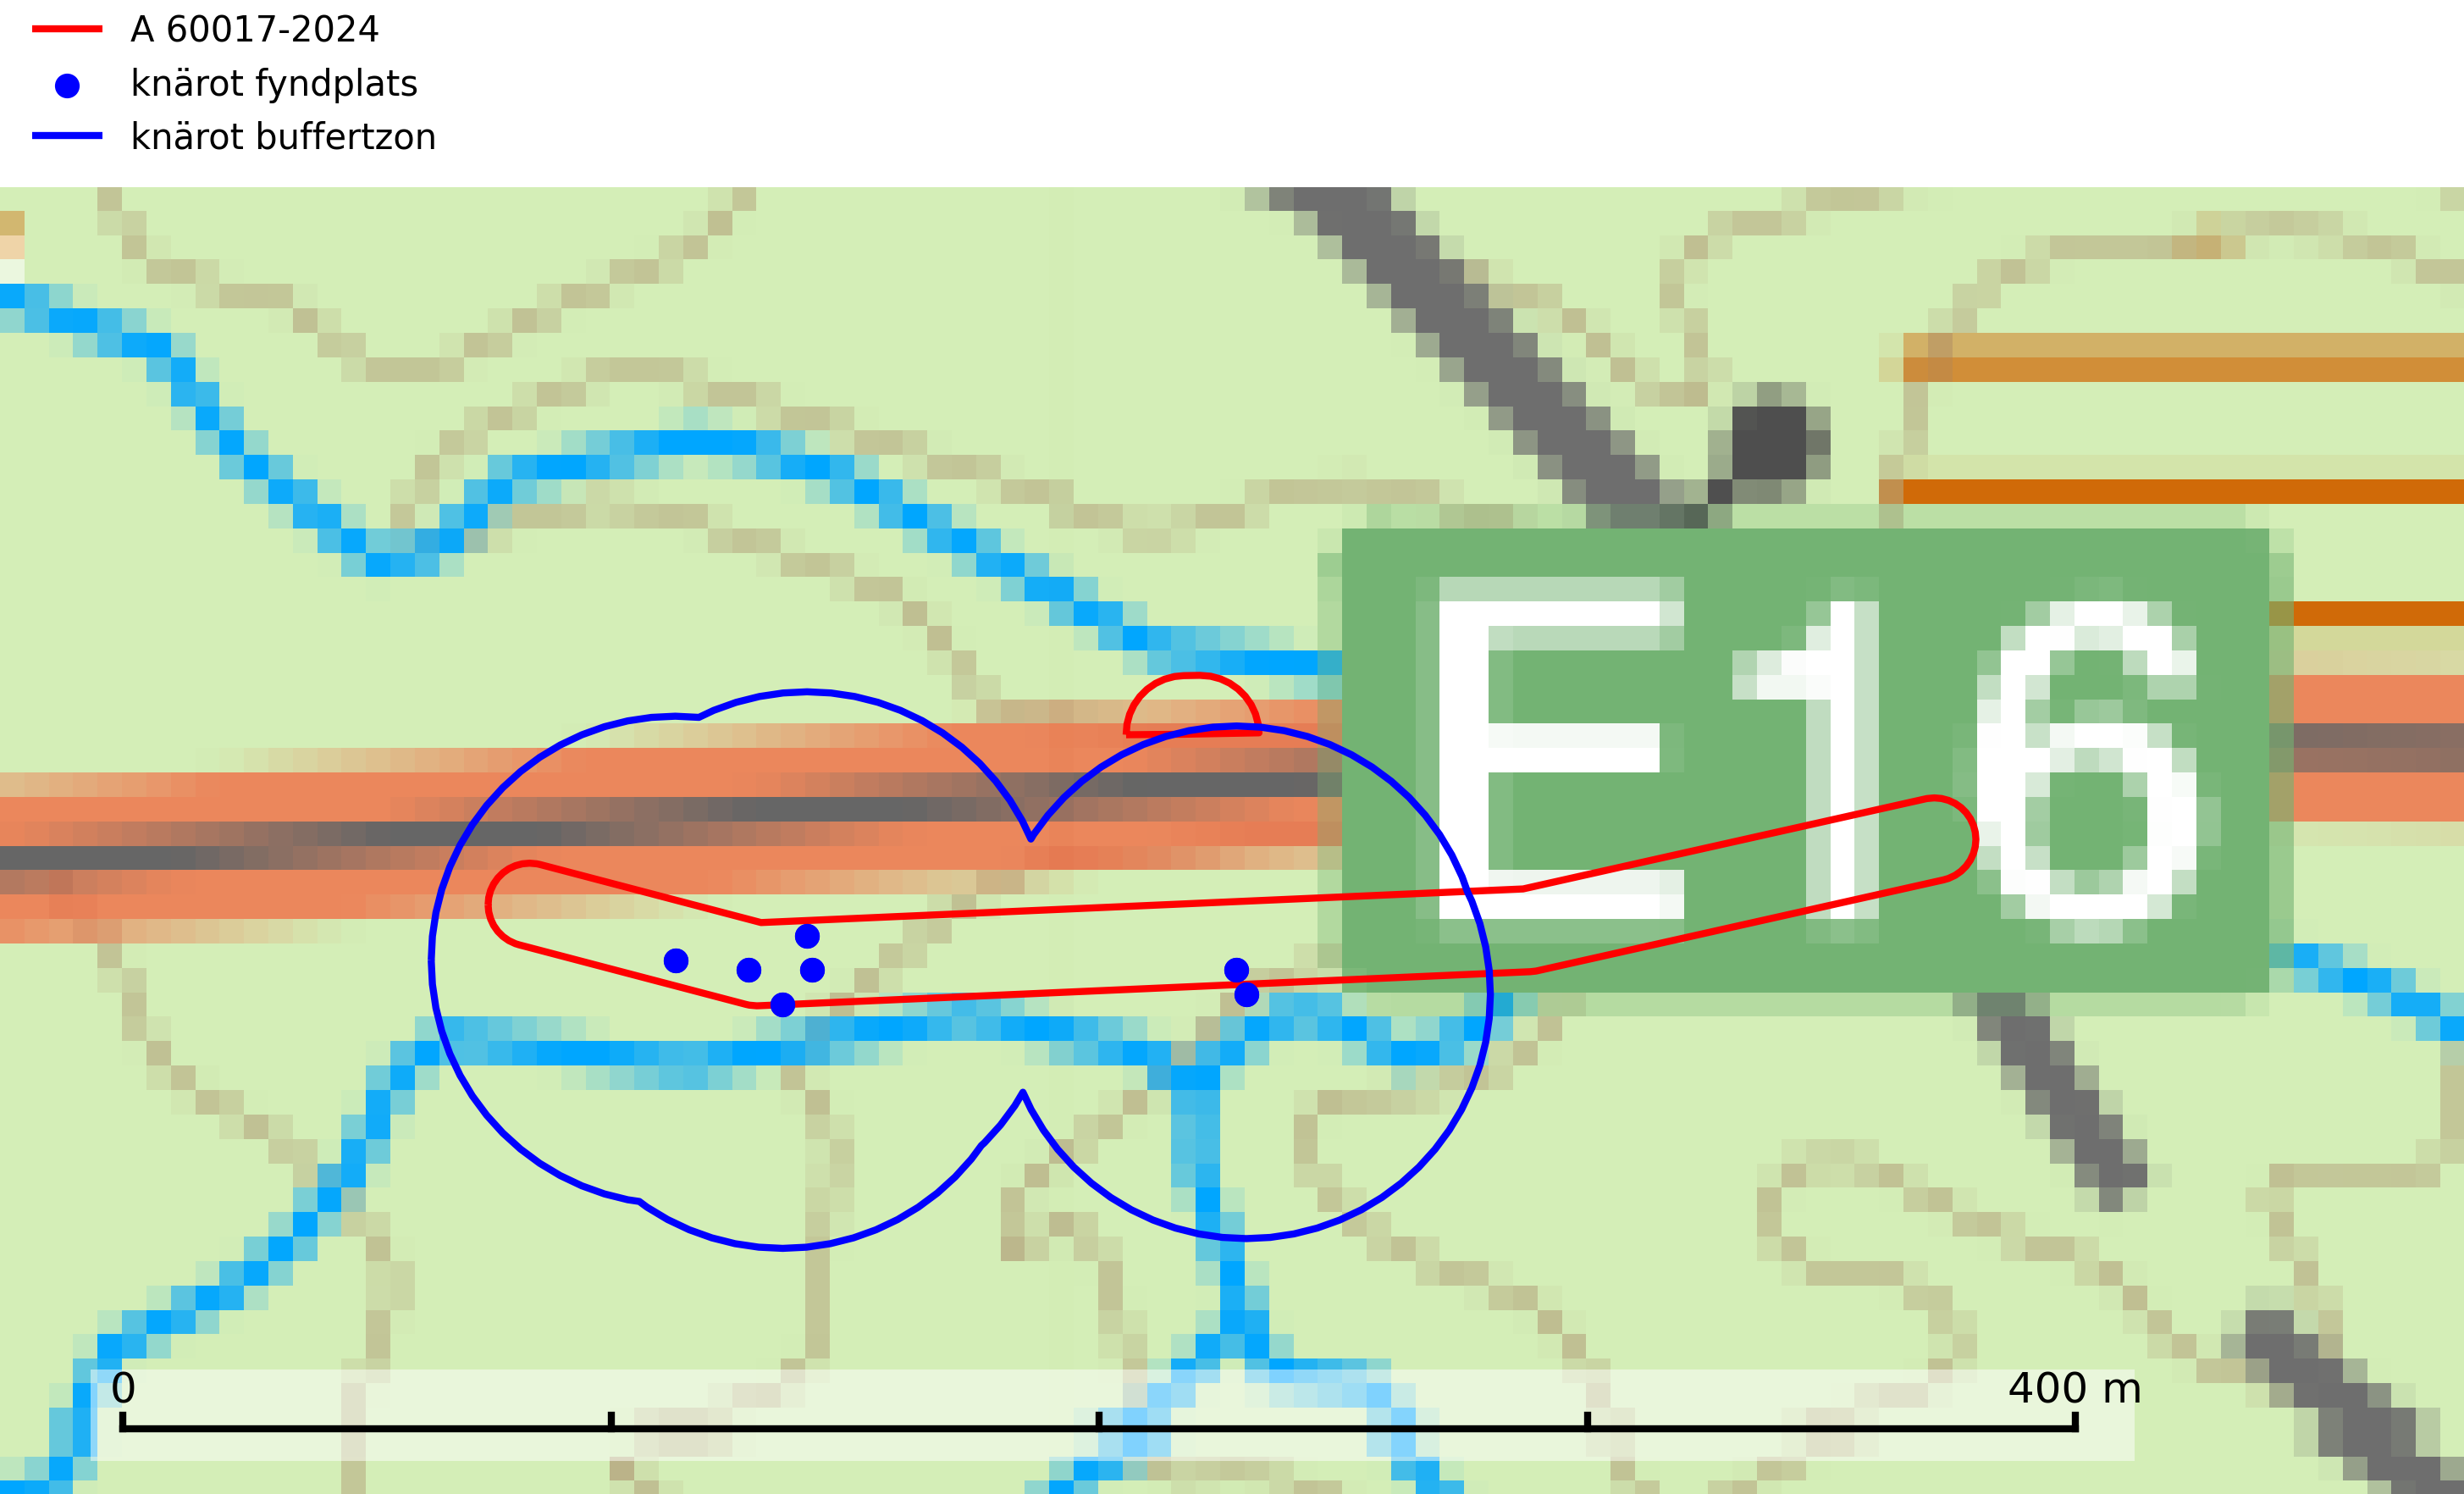 A 60017-2024
knärot fyndplats
knärot buffertzon
E16
0
400 m